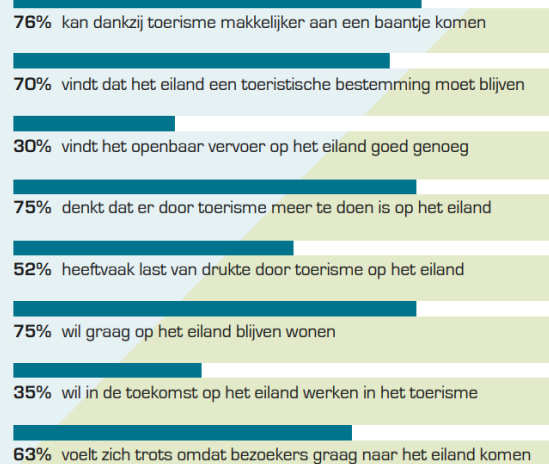 76% kan dankzij toerisme makkelijker aan een baantje komen
70% vindt dat het eiland een toeristische bestemming moet blijven
30% vindt het openbaar vervoer op het eiland goed genoeg
75% denkt dat er door toerisme meer te doen is op het eiland
52% heeftvaak last van drukte door toerisme op het eiland
75% wil graag op het eiland blijven wonen
35% wil in de toekomst op het eiland werken in het toerisme
63% voelt zich trots omdat bezoekers graag naar het eiland komen